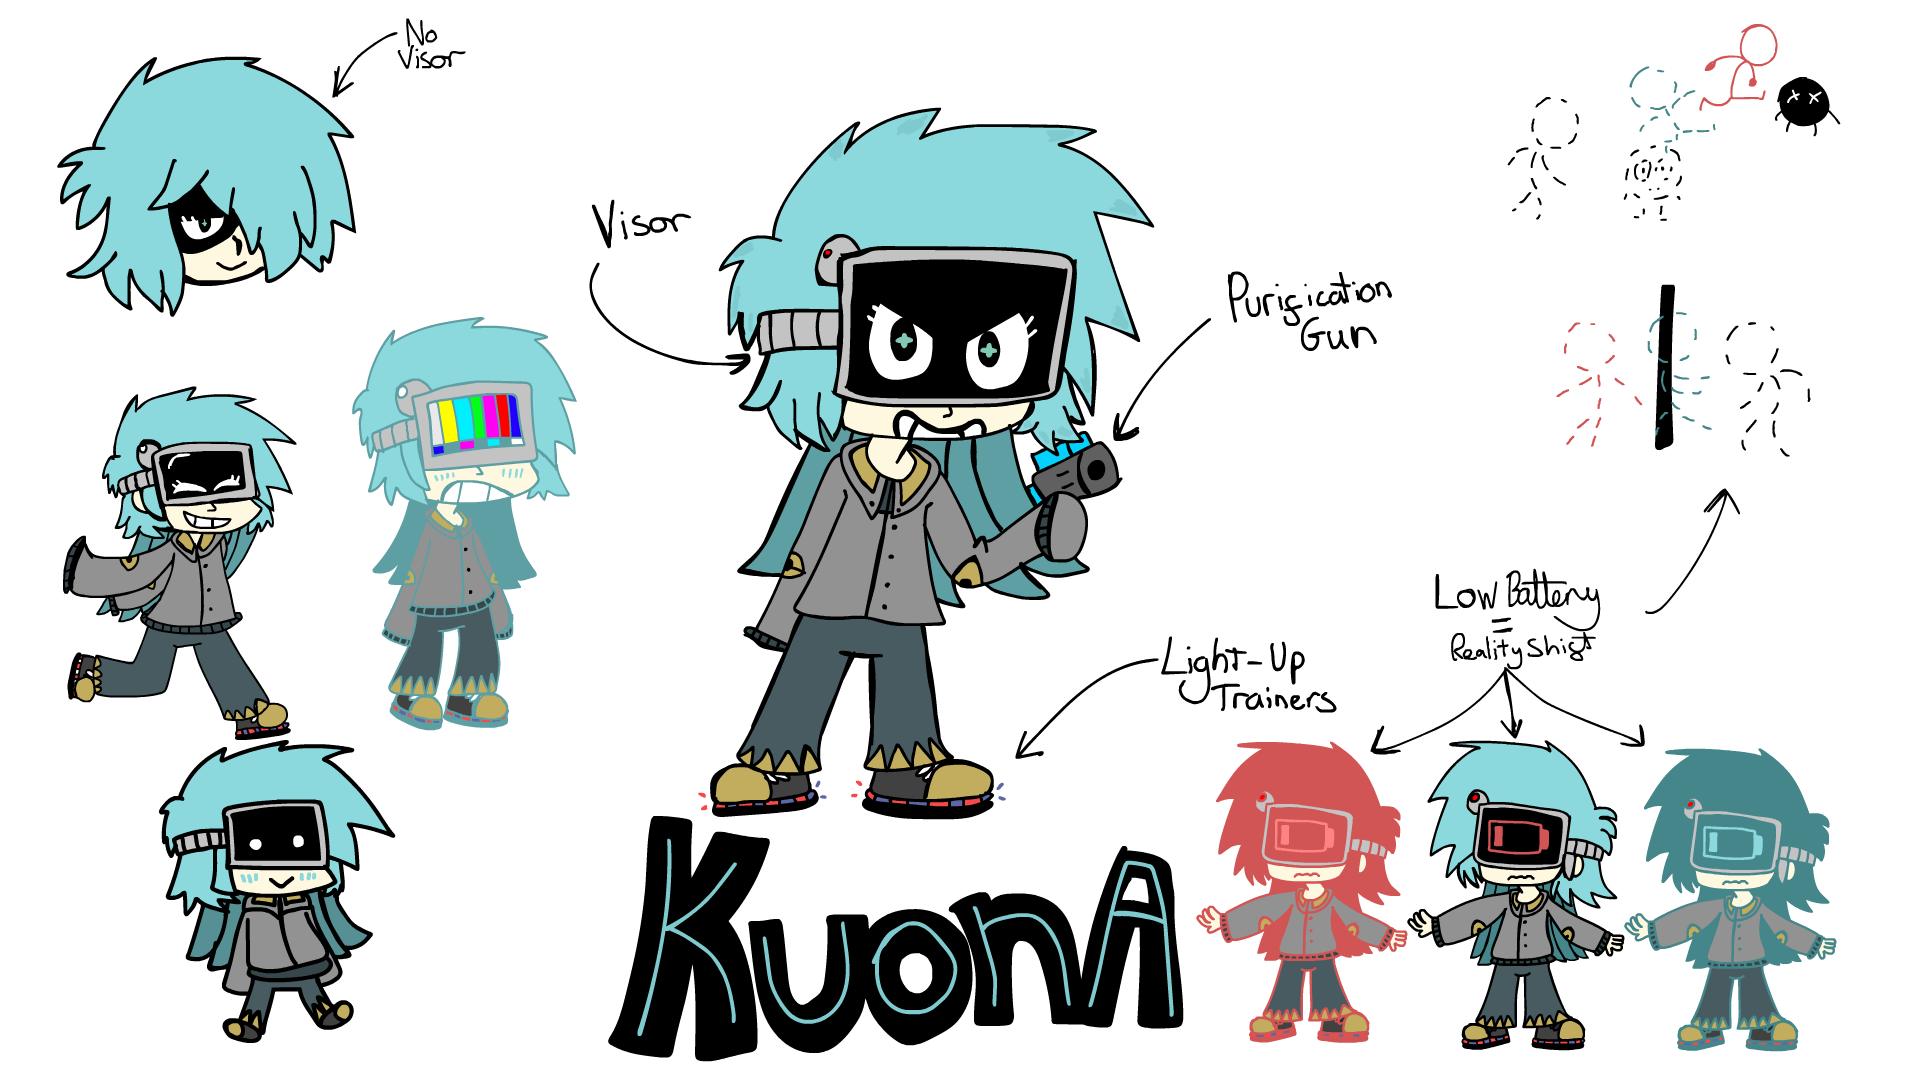 No
Visor
Visor
Purification
Gun
Low Battery
=
Reality Shift
Light-Up
Trainers
KuonA